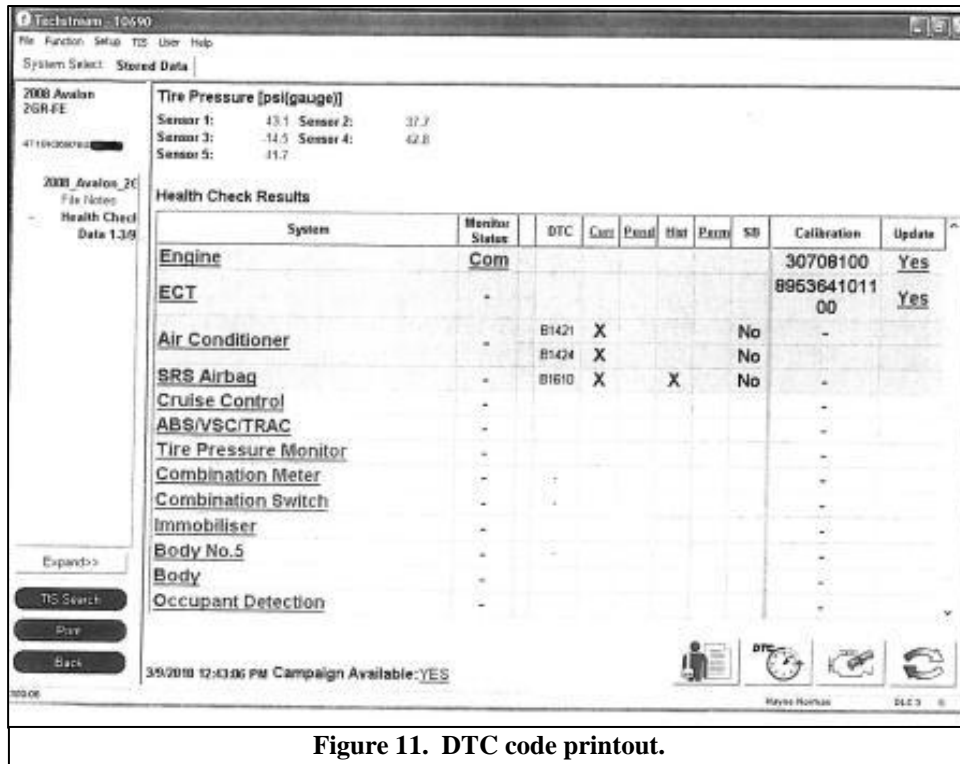 Techstream - 10690
File Function Setup TIS User Help
System Select Stored Data
2008 Avalon
2GR-FE
2008_Avalon_2G
File Notes
- Health Check
Data 1.3/9
Tire Pressure [psi(gauge)]
Sensor 1: 43.1 Sensor 2: 37.7
Sensor 3: -14.5 Sensor 4: 42.8
Sensor 5:
Health Check Results
System Monitor Status DTC Curr Pend Hist Perm Calibration Update
Engine Com 30708100 Yes
ECT - 8953641011 Yes
00
Air Conditioner - B1421 X No
B1424 X No
SRS Airbag - B1610 X X No -
Cruise Control - -
ABS/VSC/TRAC - -
Tire Pressure Monitor - -
Combination Meter - -
Combination Switch - -
Immobiliser - -
Body No.5 - -
Body - -
Occupant Detection - -
Expand>>
TIS Search
Print
Back
3/9/2010 12:43:06 PM Campaign Available:YES
DTC
Wayne Norman DLC 3
Figure 11. DTC code printout.